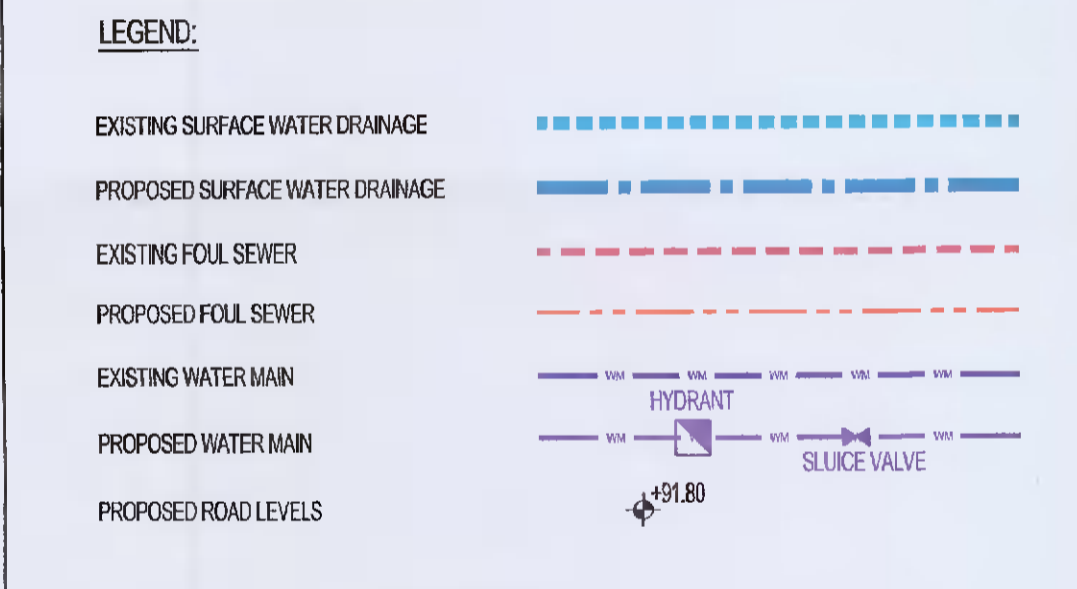 LEGEND:
EXISTING SURFACE WATER DRAINAGE
PROPOSED SURFACE WATER DRAINAGE
EXISTING FOUL SEWER
PROPOSED FOUL SEWER
EXISTING WATER MAIN WM WM WM WM WM
HYDRANT
PROPOSED WATER MAIN WM WM WM
SLUICE VALVE
PROPOSED ROAD LEVELS +91.80